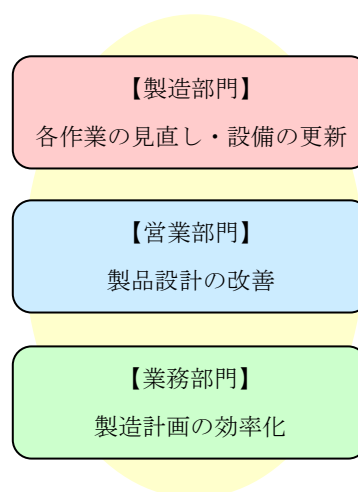 【製造部門】
各作業の見直し・設備の更新
【営業部門】
製品設計の改善
【業務部門】
製造計画の効率化